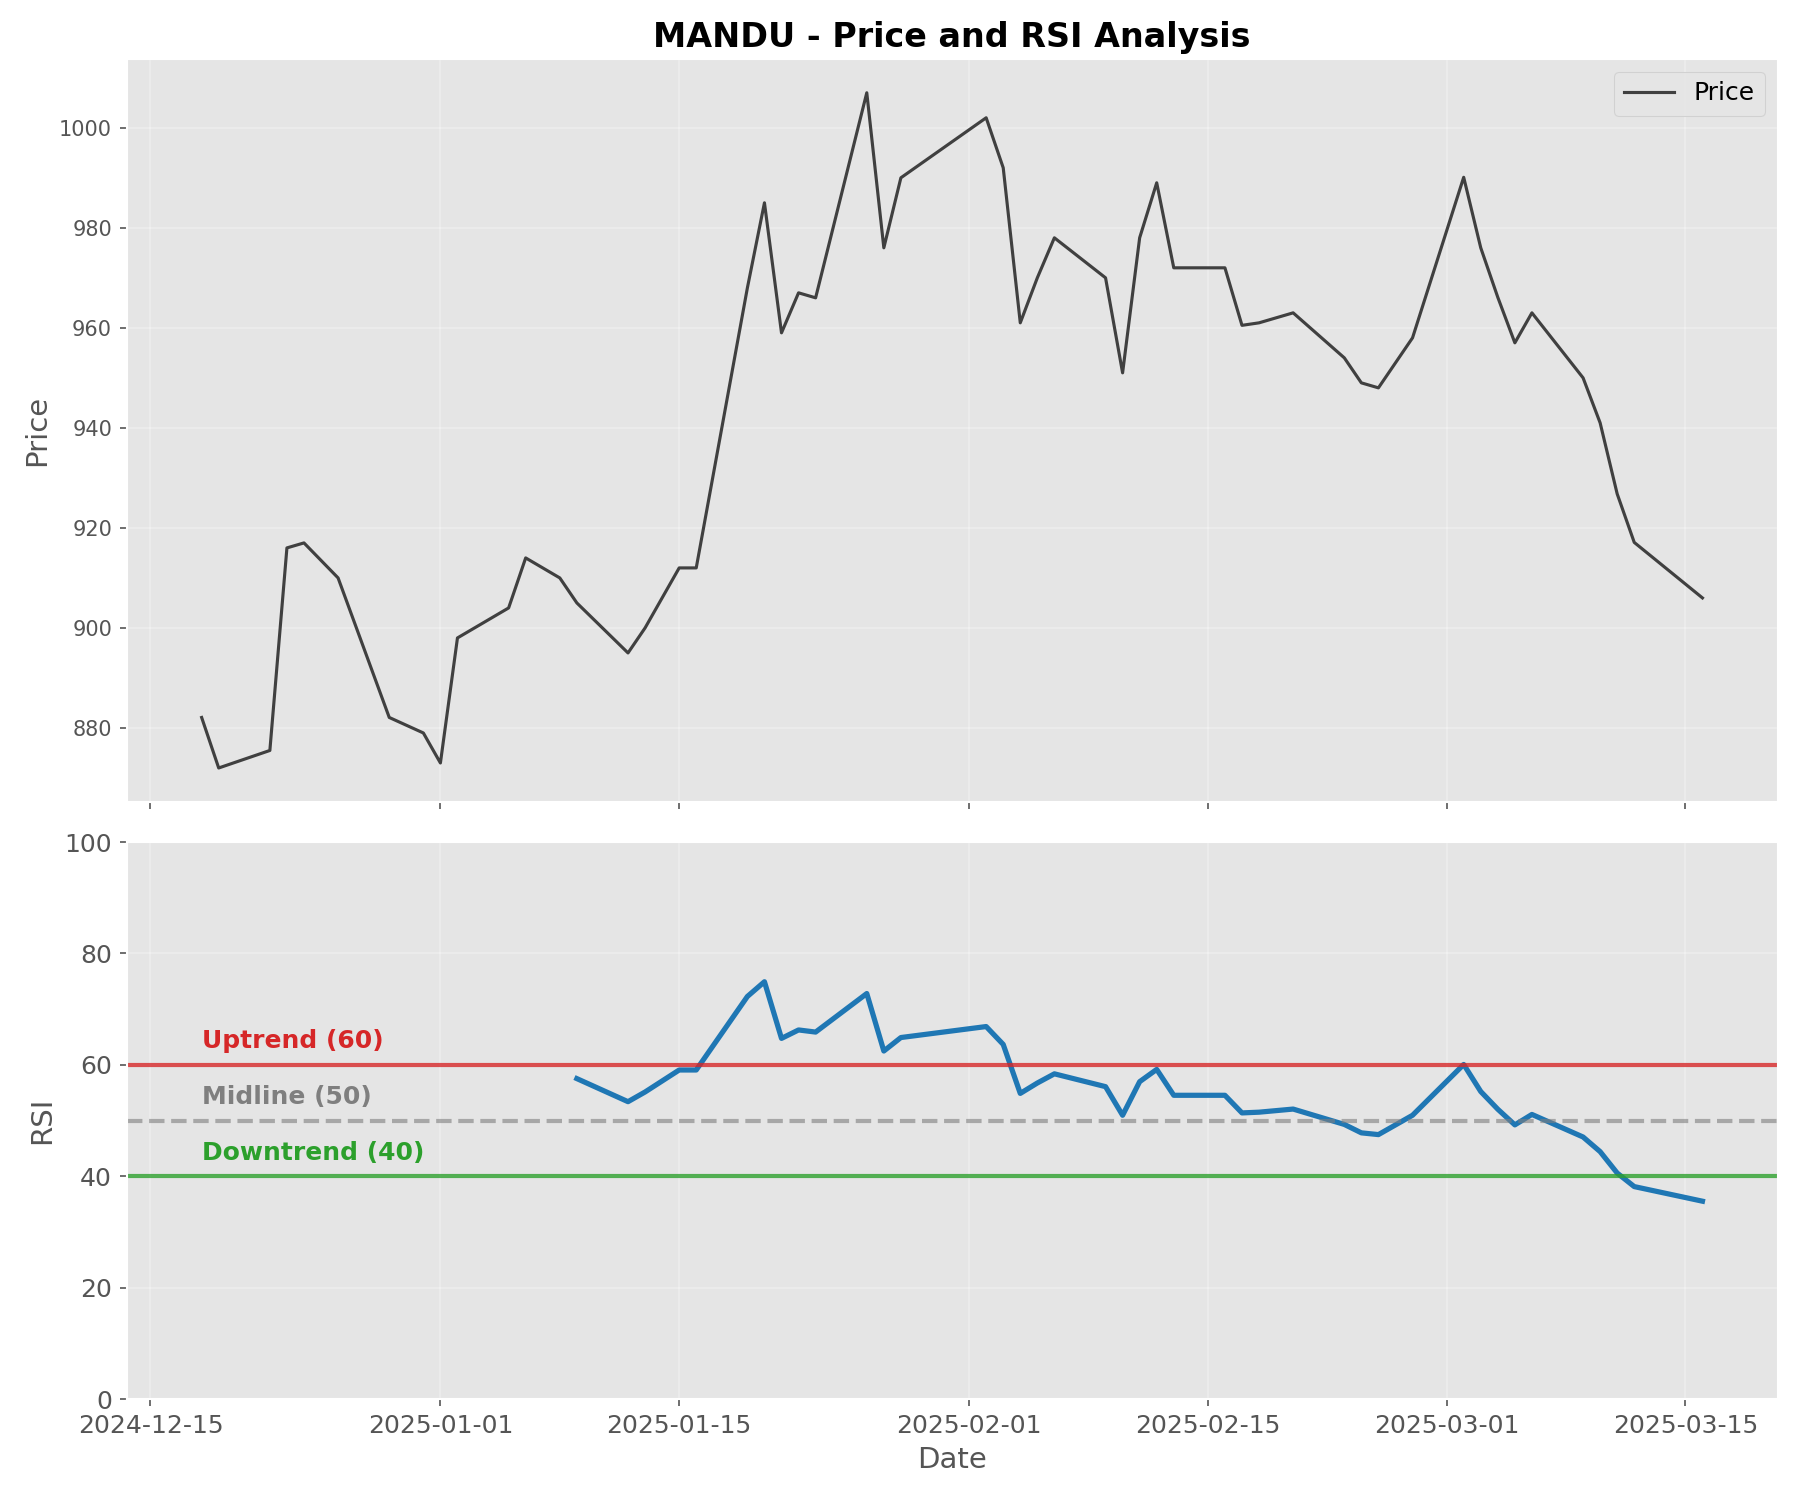 MANDU - Price and RSI Analysis
Price
1000
980
960
940
920
900
880
Price
100
80
60
40
20
0
RSI
Uptrend (60)
Midline (50)
Downtrend (40)
2024-12-15
2025-01-01
2025-01-15
2025-02-01
2025-02-15
2025-03-01
2025-03-15
Date